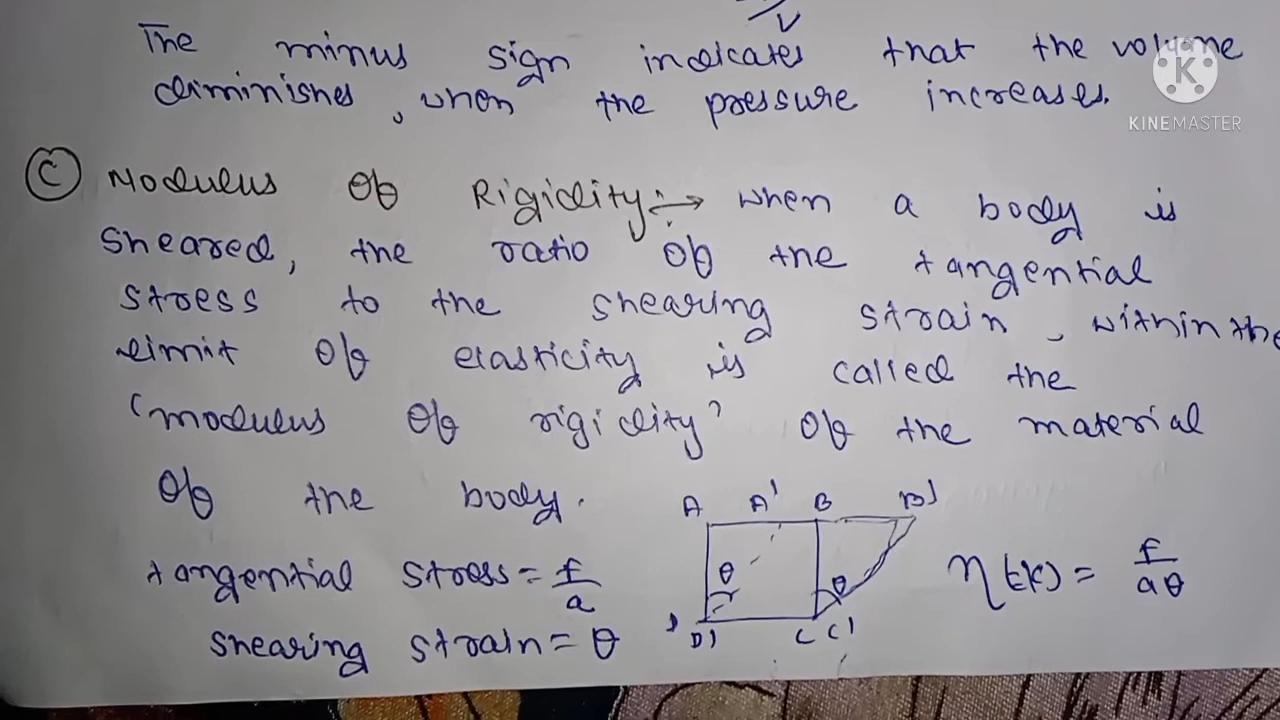 V
The minus sign indicates that the volume
diminishes, when the pressure increases.
K
KINEMASTER
(C) Modulus of Rigidity :→ when a body is
sheared, the ratio of the tangential
stress to the shearing strain, within the
limit of elasticity is called the
'modulus of rigidity' of the material
of the body.
A A' B B'
tangential stress = F/a
θ θ
η(K) = F/aθ
D' C C'
shearing strain = θ